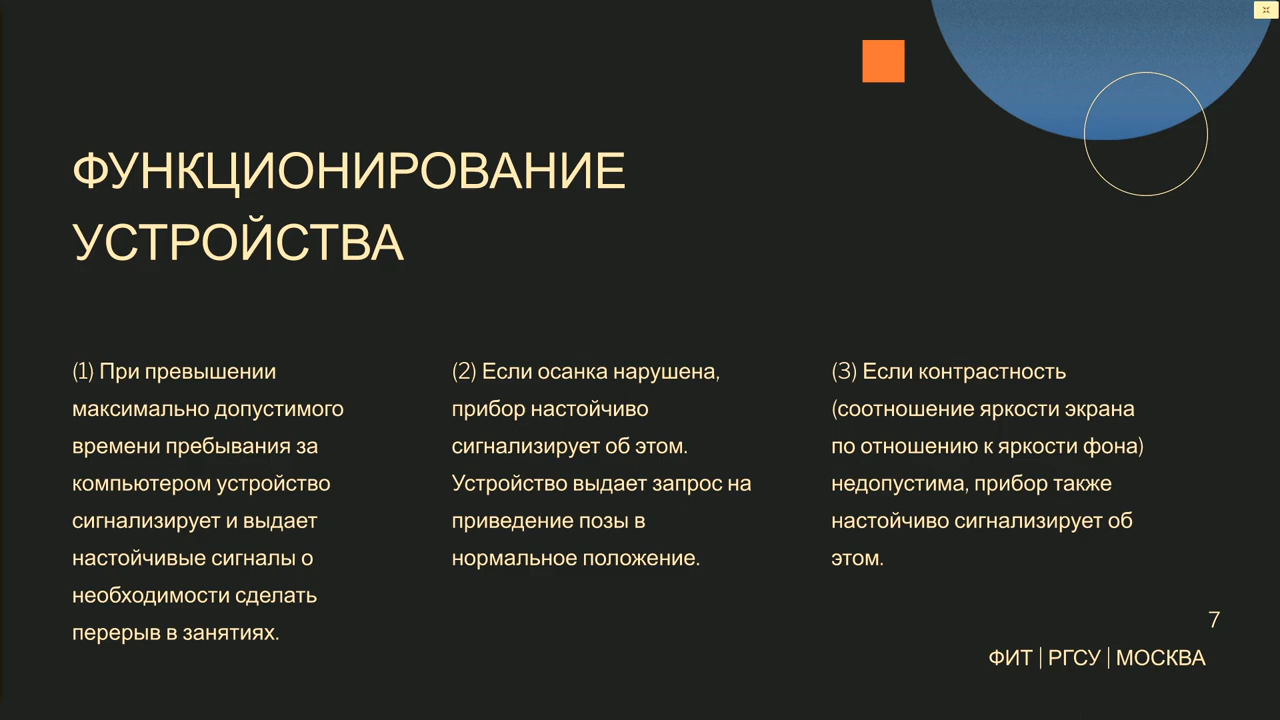 ФУНКЦИОНИРОВАНИЕ
УСТРОЙСТВА
(1) При превышении
максимально допустимого
времени пребывания за
компьютером устройство
сигнализирует и выдает
настойчивые сигналы о
необходимости сделать
перерыв в занятиях.
(2) Если осанка нарушена,
прибор настойчиво
сигнализирует об этом.
Устройство выдает запрос на
приведение позы в
нормальное положение.
(3) Если контрастность
(соотношение яркости экрана
по отношению к яркости фона)
недопустима, прибор также
настойчиво сигнализирует об
этом.
7
ФИТ | РГСУ | МОСКВА